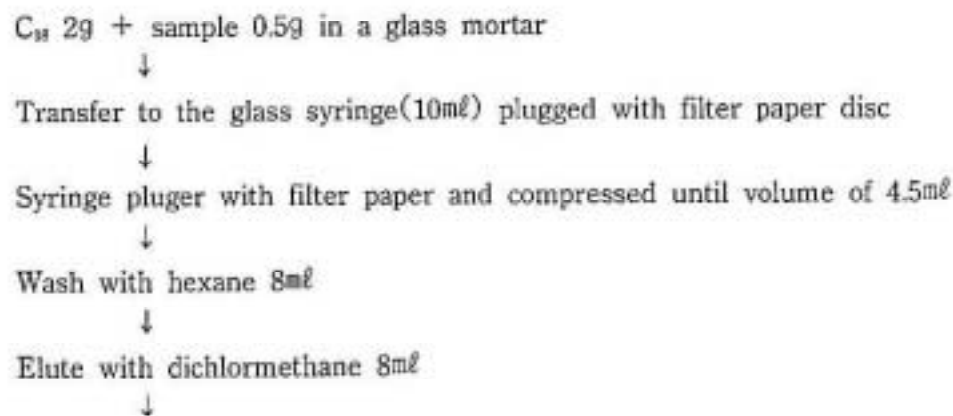 C₁₈ 2g + sample 0.5g in a glass mortar
↓
Transfer to the glass syringe(10㎖) plugged with filter paper disc
↓
Syringe pluger with filter paper and compressed until volume of 4.5㎖
↓
Wash with hexane 8㎖
↓
Elute with dichlormethane 8㎖
↓